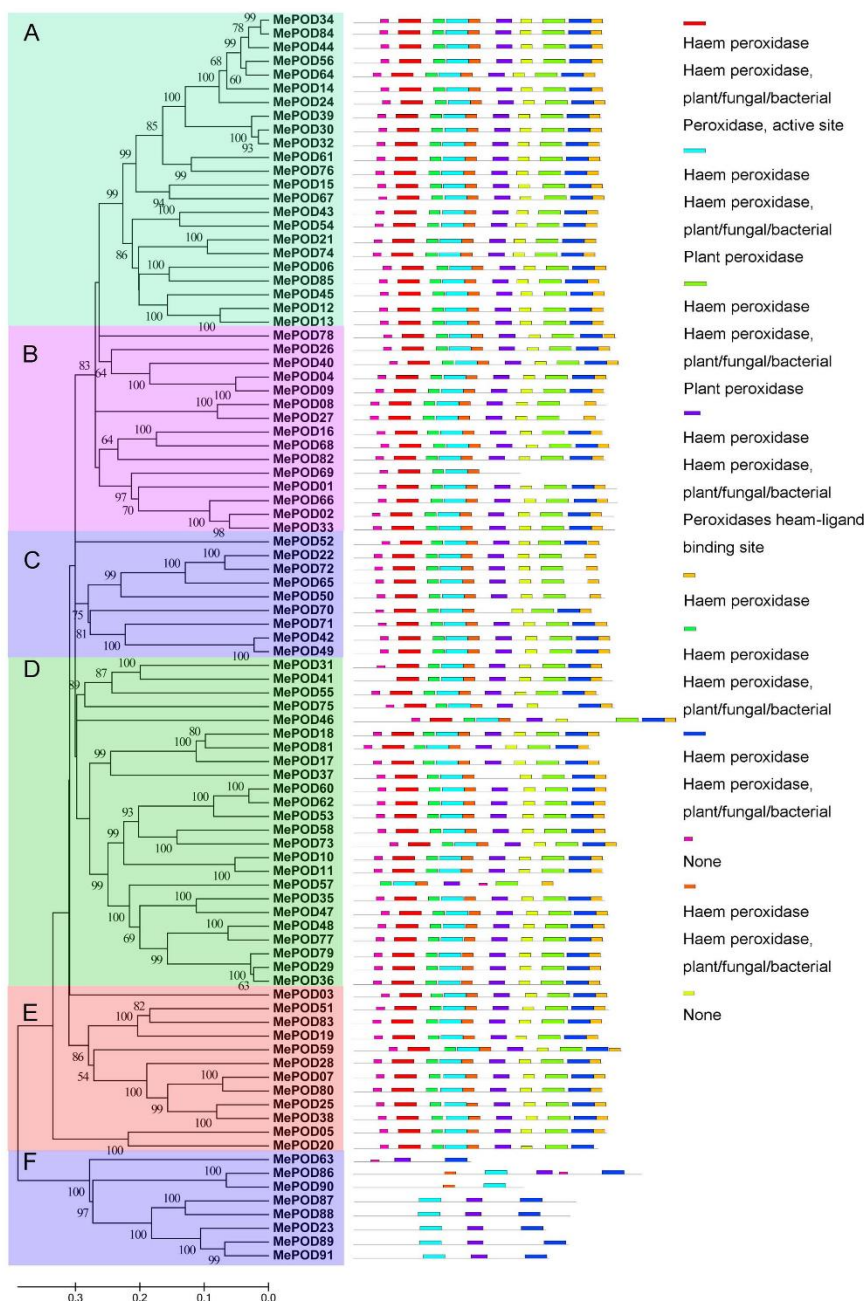 A
B
C
D
E
F
99
78
99
68
60
100
100
85
100
93
99
99
94
100
99
86
100
100
100
83
64
100
100
100
64
100
97
70
100
98
100
99
100
75
81
100
100
89
87
100
80
100
99
100
93
100
99
100
100
99
100
100
69
100
99
100
63
82
100
86
54
100
100
99
100
100
100
100
97
100
100
99
MePOD34
MePOD84
MePOD44
MePOD56
MePOD64
MePOD14
MePOD24
MePOD39
MePOD30
MePOD32
MePOD61
MePOD76
MePOD15
MePOD67
MePOD43
MePOD54
MePOD21
MePOD74
MePOD06
MePOD85
MePOD45
MePOD12
MePOD13
MePOD78
MePOD26
MePOD40
MePOD04
MePOD09
MePOD08
MePOD27
MePOD16
MePOD68
MePOD82
MePOD69
MePOD01
MePOD66
MePOD02
MePOD33
MePOD52
MePOD22
MePOD72
MePOD65
MePOD50
MePOD70
MePOD71
MePOD42
MePOD49
MePOD31
MePOD41
MePOD55
MePOD75
MePOD46
MePOD18
MePOD81
MePOD17
MePOD37
MePOD60
MePOD62
MePOD53
MePOD58
MePOD73
MePOD10
MePOD11
MePOD57
MePOD35
MePOD47
MePOD48
MePOD77
MePOD79
MePOD29
MePOD36
MePOD03
MePOD51
MePOD83
MePOD19
MePOD59
MePOD28
MePOD07
MePOD80
MePOD25
MePOD38
MePOD05
MePOD20
MePOD63
MePOD86
MePOD90
MePOD87
MePOD88
MePOD23
MePOD89
MePOD91
0.3 0.2 0.1 0.0
Haem peroxidase
Haem peroxidase,
plant/fungal/bacterial
Peroxidase, active site
Haem peroxidase
Haem peroxidase,
plant/fungal/bacterial
Plant peroxidase
Haem peroxidase
Haem peroxidase,
plant/fungal/bacterial
Plant peroxidase
Haem peroxidase
Haem peroxidase,
plant/fungal/bacterial
Peroxidases heam-ligand
binding site
Haem peroxidase
Haem peroxidase
Haem peroxidase,
plant/fungal/bacterial
Haem peroxidase
Haem peroxidase,
plant/fungal/bacterial
None
Haem peroxidase
Haem peroxidase,
plant/fungal/bacterial
None